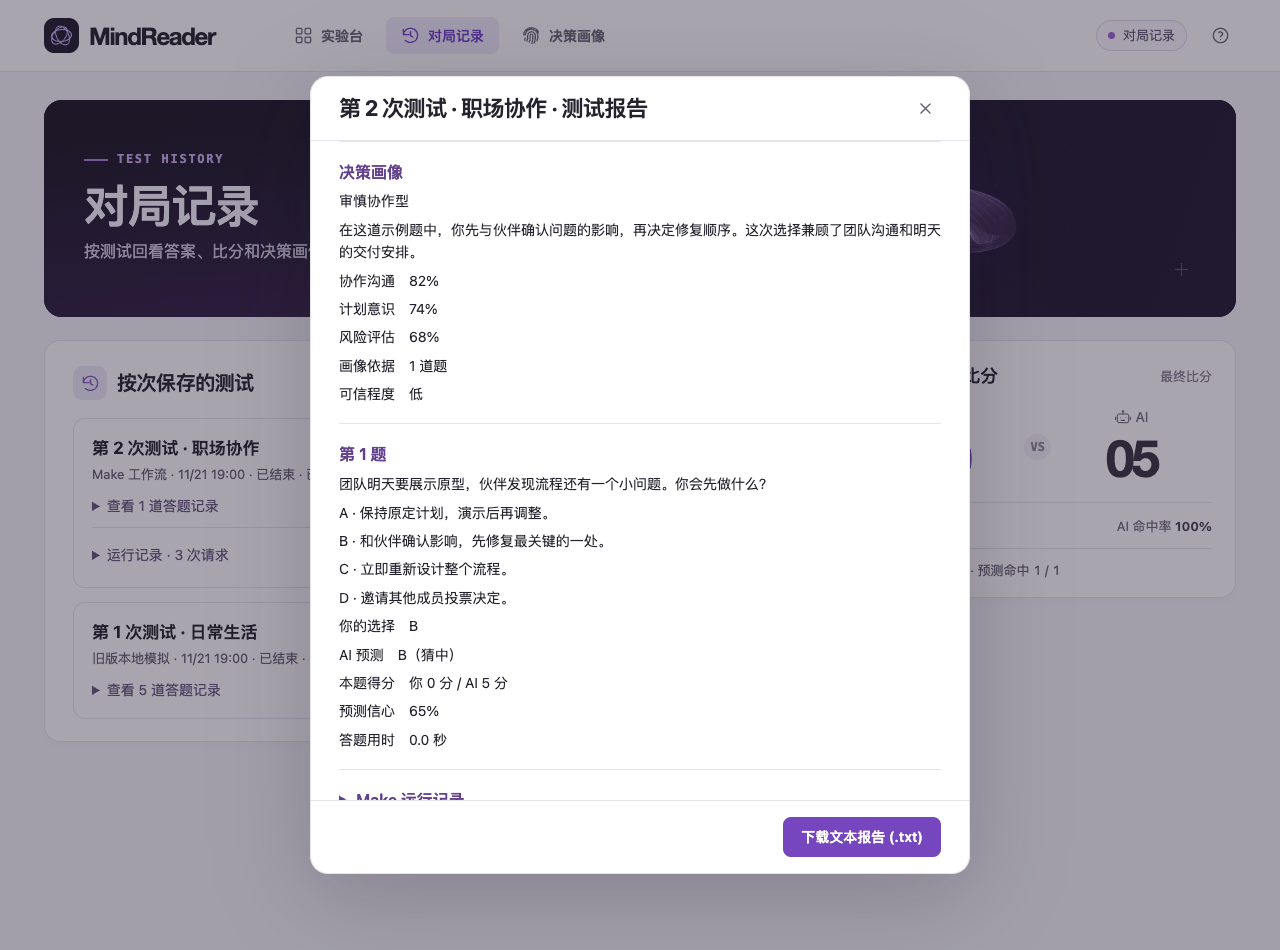 MindReader
实验台
对局记录
决策画像
对局记录
TEST HISTORY
对局记录
按测试回看答案、比分和决策画
按次保存的测试
第 2 次测试 · 职场协作
Make 工作流 · 11/21 19:00 · 已结束 ·
查看 1 道答题记录
运行记录 · 3 次请求
第 1 次测试 · 日常生活
旧版本地模拟 · 11/21 19:00 · 已结束 ·
查看 5 道答题记录
第 2 次测试 · 职场协作 · 测试报告
决策画像
审慎协作型
在这道示例题中，你先与伙伴确认问题的影响，再决定修复顺序。这次选择兼顾了团队沟通和明天
的交付安排。
协作沟通 82%
计划意识 74%
风险评估 68%
画像依据 1 道题
可信程度 低
第 1 题
团队明天要展示原型，伙伴发现流程还有一个小问题。你会先做什么？
A · 保持原定计划，演示后再调整。
B · 和伙伴确认影响，先修复最关键的一处。
C · 立即重新设计整个流程。
D · 邀请其他成员投票决定。
你的选择 B
AI 预测 B（猜中）
本题得分 你 0 分 / AI 5 分
预测信心 65%
答题用时 0.0 秒
Make 运行记录
下载文本报告 (.txt)
比分
最终比分
AI
VS
05
AI 命中率 100%
· 预测命中 1 / 1